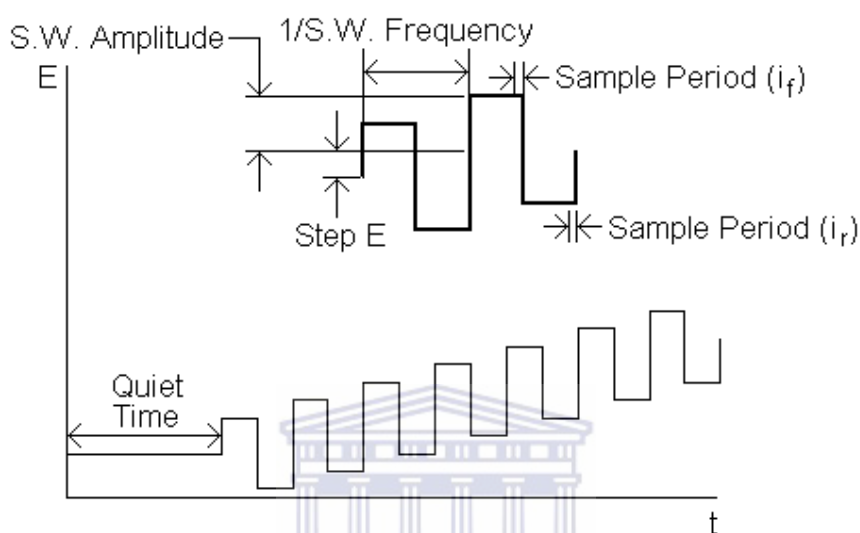 S.W. Amplitude
1/S.W. Frequency
E
Sample Period (if)
Step E
Sample Period (ir)
Quiet
Time
t